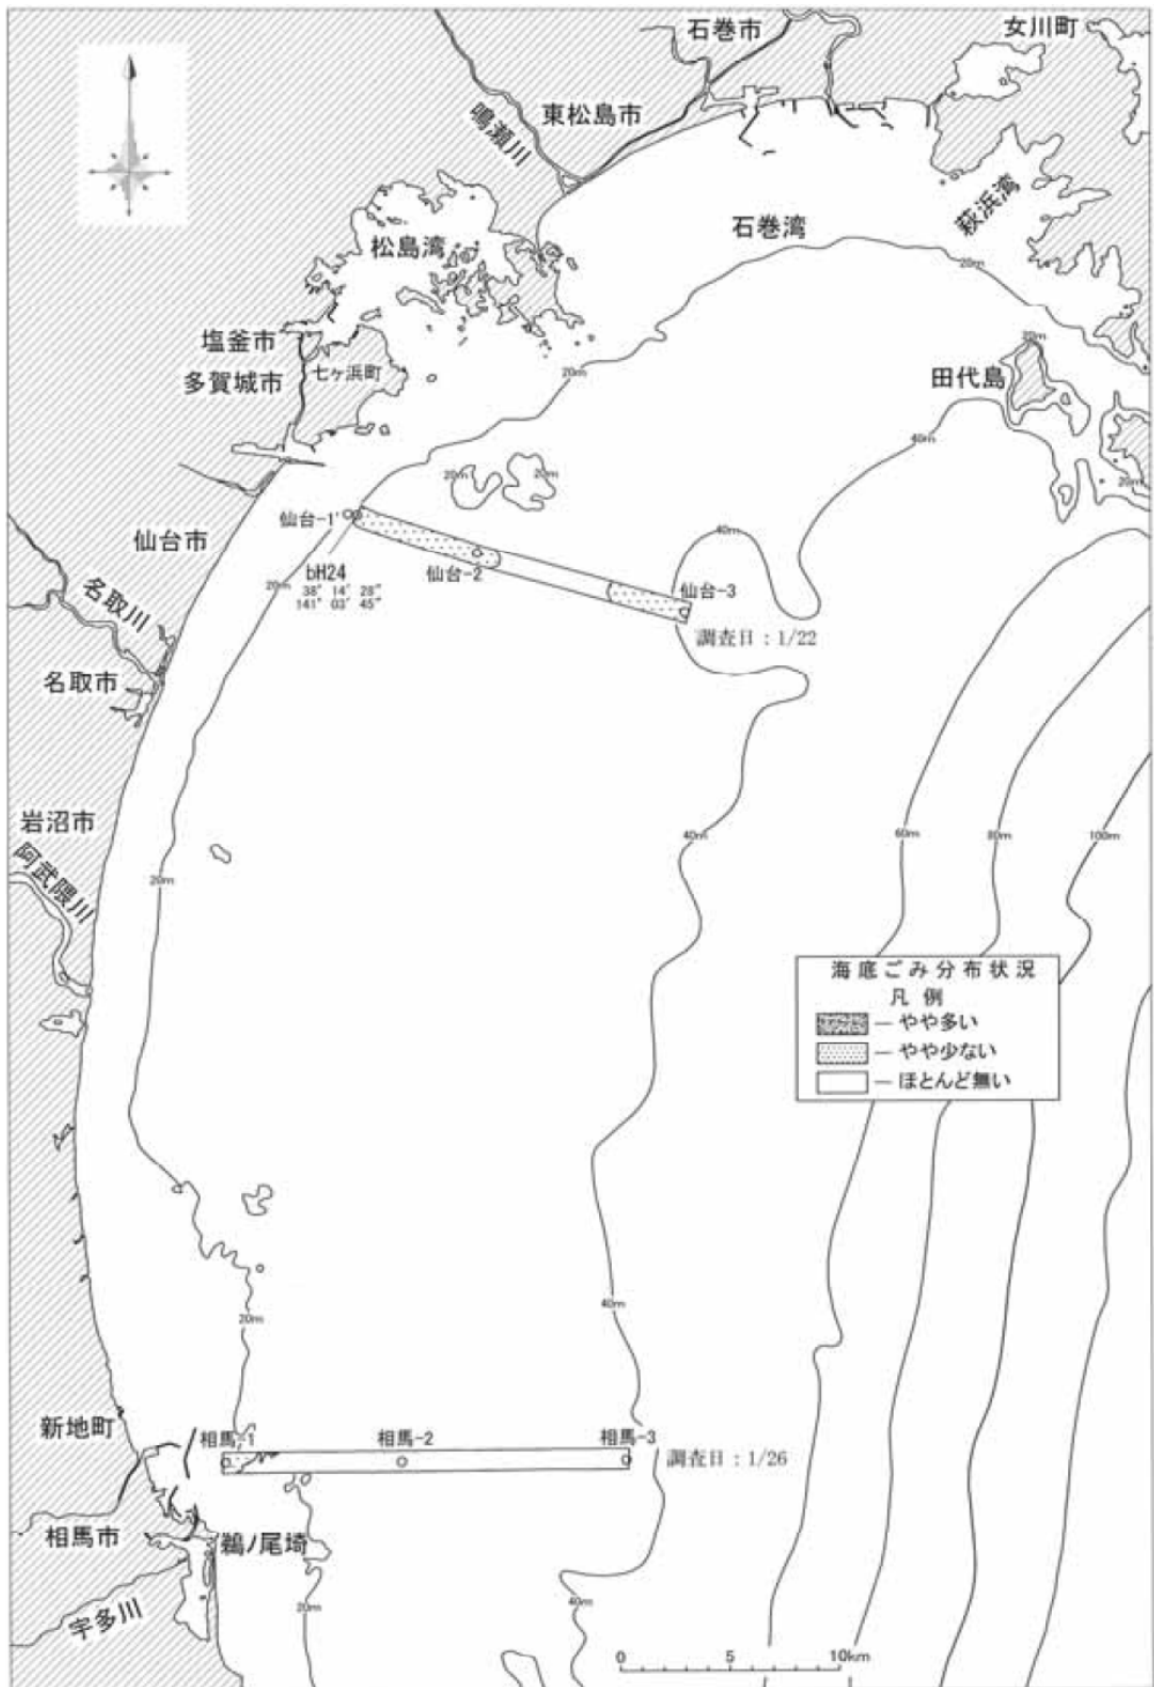 石巻市
女川町
東松島市
鳴瀬川
萩浜湾
石巻湾
松島湾
20m
塩釜市
20m
七ヶ浜町
20m
多賀城市
田代島
40m
20m
20m
20m
仙台-1'
40m
仙台市
仙台-2
bH24
20m
38° 14' 28"
仙台-3
141° 03' 45"
名取川
調査日：1/22
名取市
岩沼市
40m
60m
80m
100m
阿武隈川
20m
海底ごみ分布状況
凡例
― やや多い
― やや少ない
― ほとんど無い
40m
20m
新地町
相馬-1
相馬-2
相馬-3
調査日：1/26
相馬市
鵜ノ尾埼
宇多川
20m
40m
0 5 10km